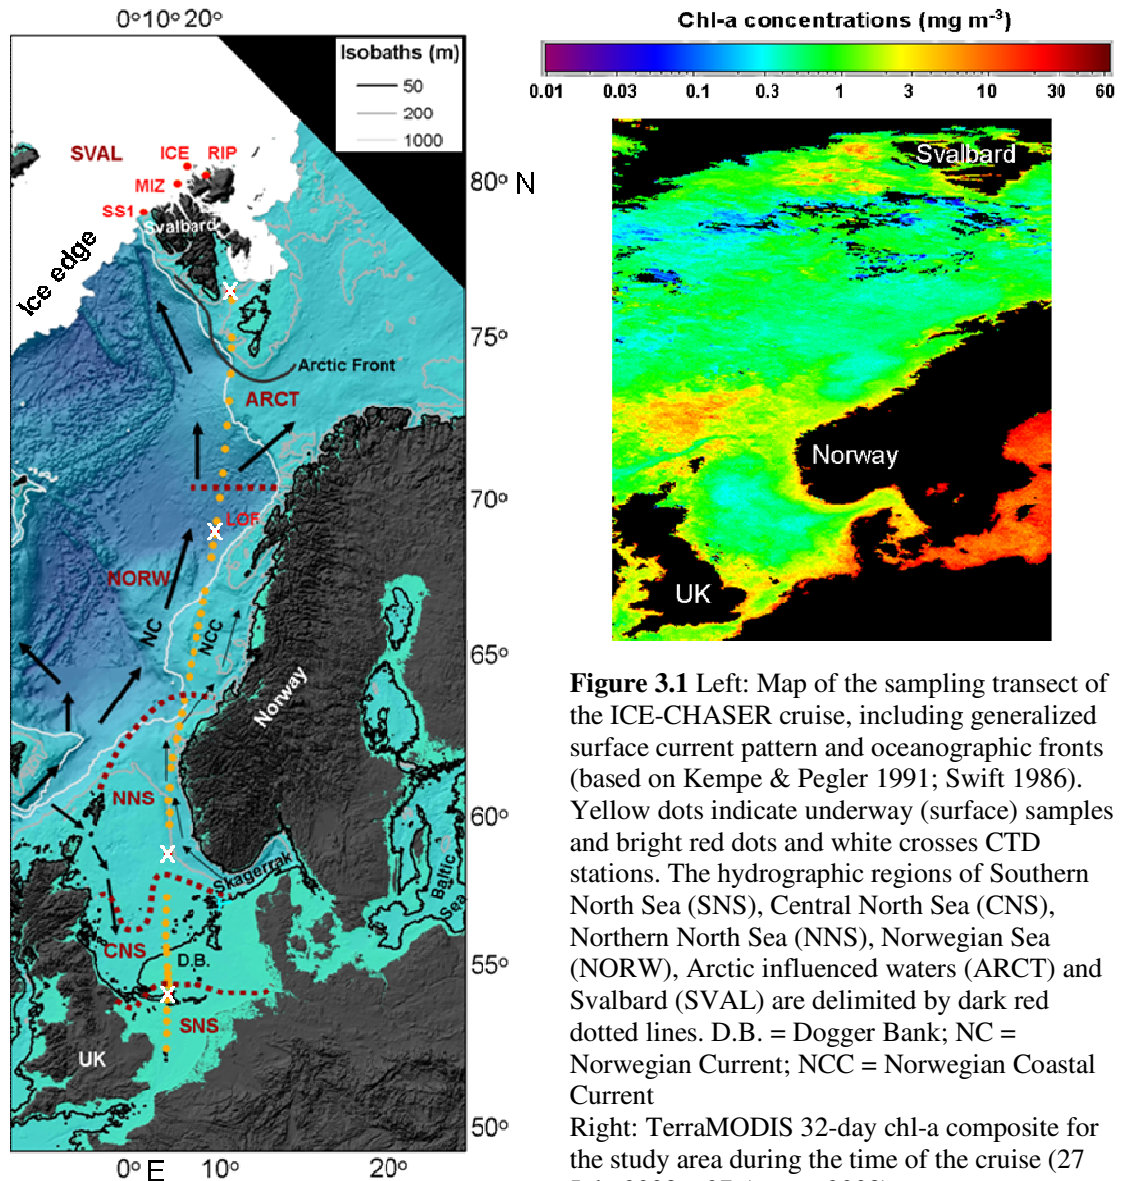 0°10°20°
Isobaths (m)
50
200
1000
SVAL
ICE
RIP
MIZ
SS1
Svalbard
Ice edge
80° N
75°
Arctic Front
ARCT
70°
LOF
NORW
NC
NCC
65°
Norway
NNS
60°
Skagerrak
Baltic
Sea
CNS
D.B.
55°
SNS
UK
50°
0° E
10°
20°
Chl-a concentrations (mg m-3)
0.01 0.03 0.1 0.3 1 3 10 30 60
Svalbard
Norway
UK
Figure 3.1 Left: Map of the sampling transect of
the ICE-CHASER cruise, including generalized
surface current pattern and oceanographic fronts
(based on Kempe & Pegler 1991; Swift 1986).
Yellow dots indicate underway (surface) samples
and bright red dots and white crosses CTD
stations. The hydrographic regions of Southern
North Sea (SNS), Central North Sea (CNS),
Northern North Sea (NNS), Norwegian Sea
(NORW), Arctic influenced waters (ARCT) and
Svalbard (SVAL) are delimited by dark red
dotted lines. D.B. = Dogger Bank; NC =
Norwegian Current; NCC = Norwegian Coastal
Current
Right: TerraMODIS 32-day chl-a composite for
the study area during the time of the cruise (27